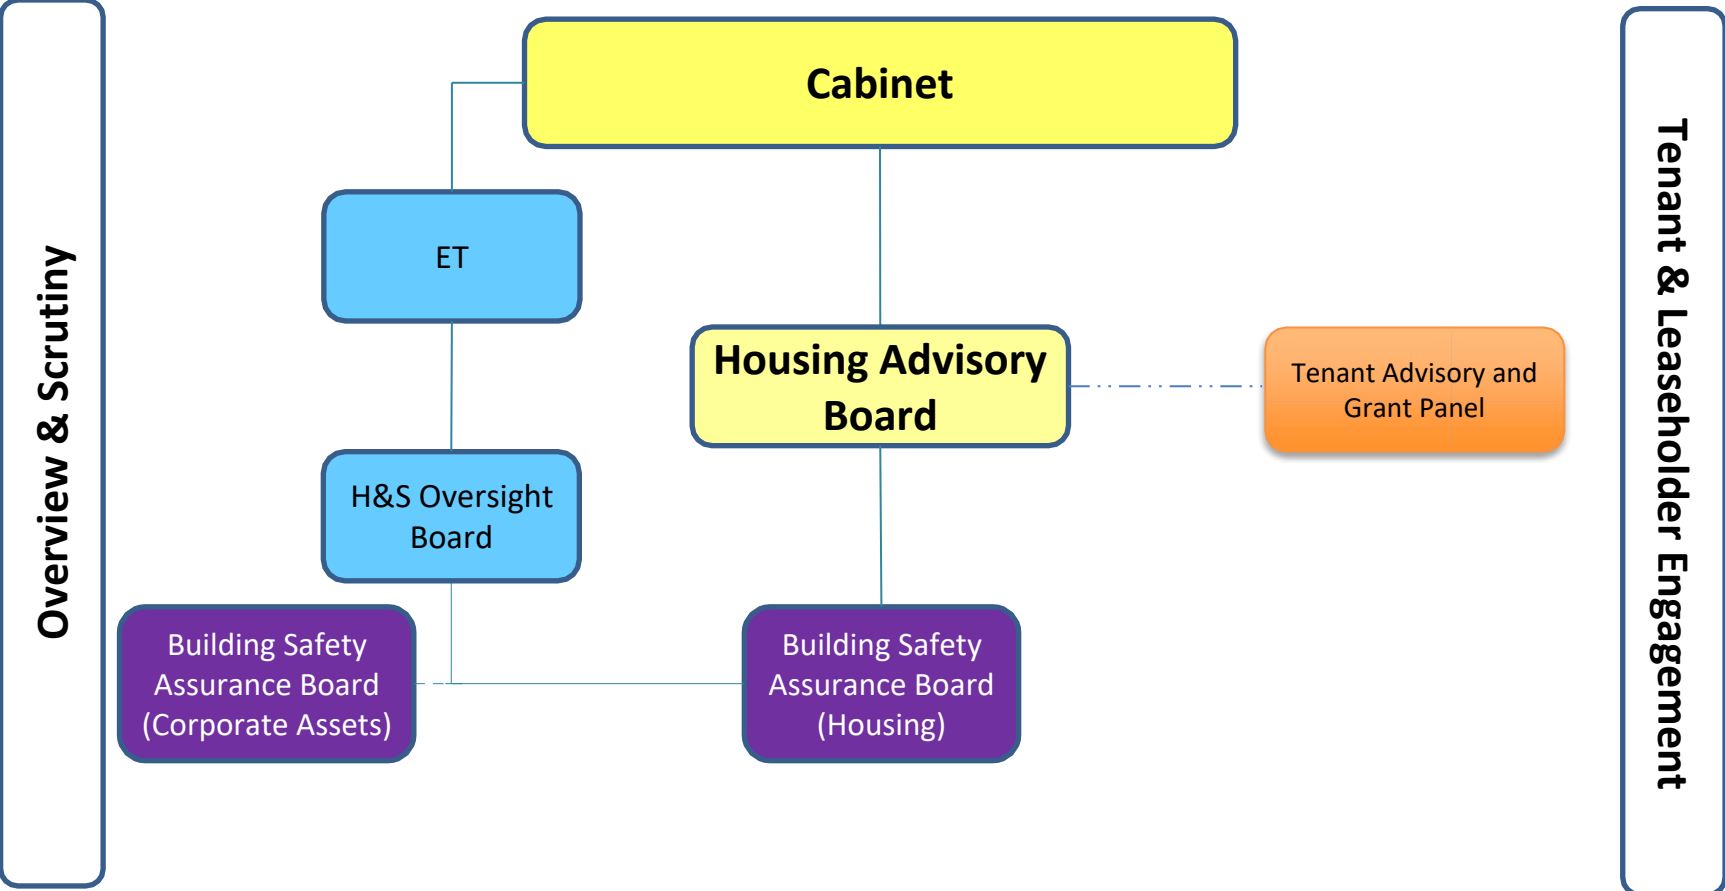 Overview & Scrutiny
Cabinet
ET
Housing Advisory
Board
Tenant Advisory and
Grant Panel
H&S Oversight
Board
Building Safety
Assurance Board
(Corporate Assets)
Building Safety
Assurance Board
(Housing)
Tenant & Leaseholder Engagement